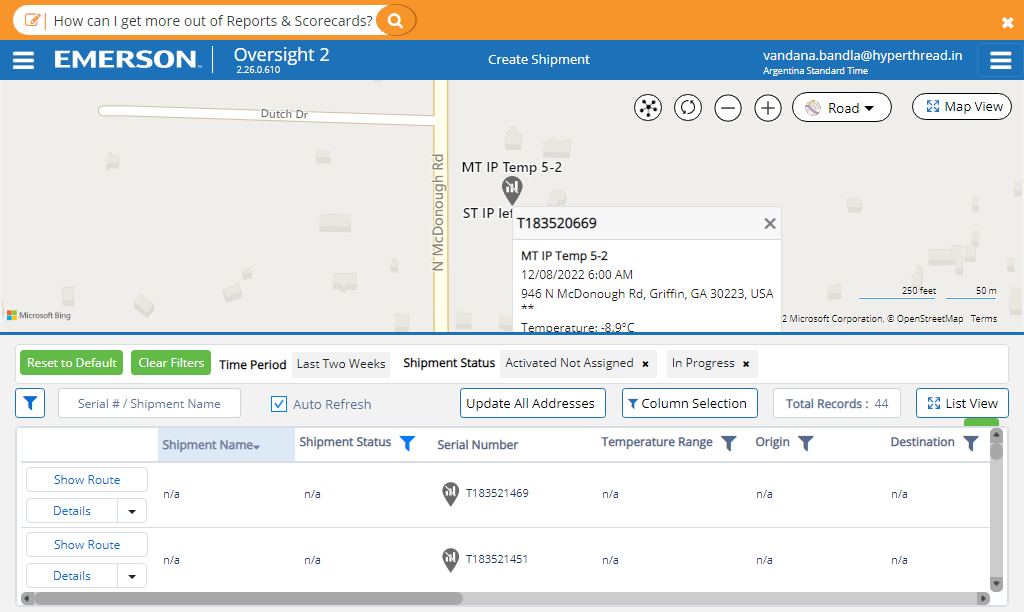 How can I get more out of Reports & Scorecards?
EMERSON
Oversight 2
2.26.0.610
Create Shipment
vandana.bandla@hyperthread.in
Argentina Standard Time
Dutch Dr
Road
Map View
N McDonough Rd
MT IP Temp 5-2
ST IP lef
T183520669
MT IP Temp 5-2
12/08/2022 6:00 AM
946 N McDonough Rd, Griffin, GA 30223, USA
**
Temperature: -8.9°C
250 feet
50 m
Microsoft Bing
2 Microsoft Corporation, © OpenStreetMap Terms
Reset to Default
Clear Filters
Time Period
Last Two Weeks
Shipment Status
Activated Not Assigned ×
In Progress ×
Serial # / Shipment Name
Auto Refresh
Update All Addresses
Column Selection
Total Records : 44
List View
Shipment Name
Shipment Status
Serial Number
Temperature Range
Origin
Destination
Show Route
Details
n/a
n/a
T183521469
n/a
n/a
n/a
Show Route
Details
n/a
n/a
T183521451
n/a
n/a
n/a